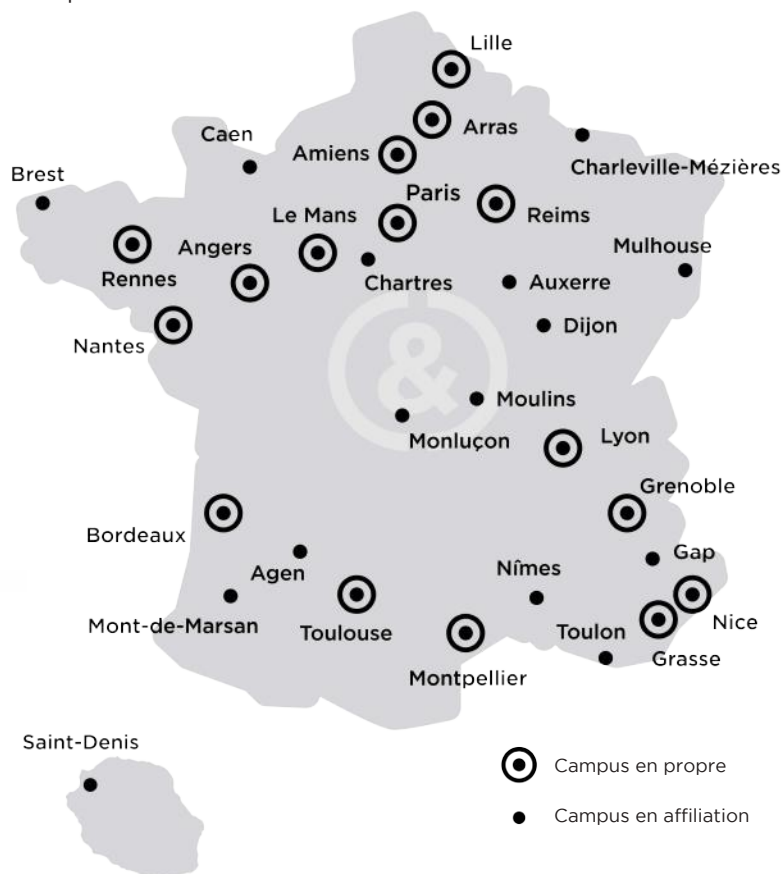 Lille
Arras
Caen
Amiens
Charleville-Mézières
Brest
Paris
Le Mans
Reims
Angers
Mulhouse
Rennes
Chartres
Auxerre
Nantes
Dijon
&
Moulins
Monluçon
Lyon
Grenoble
Bordeaux
Gap
Agen
Nîmes
Mont-de-Marsan
Toulouse
Toulon
Nice
Grasse
Montpellier
Saint-Denis
Campus en propre
Campus en affiliation